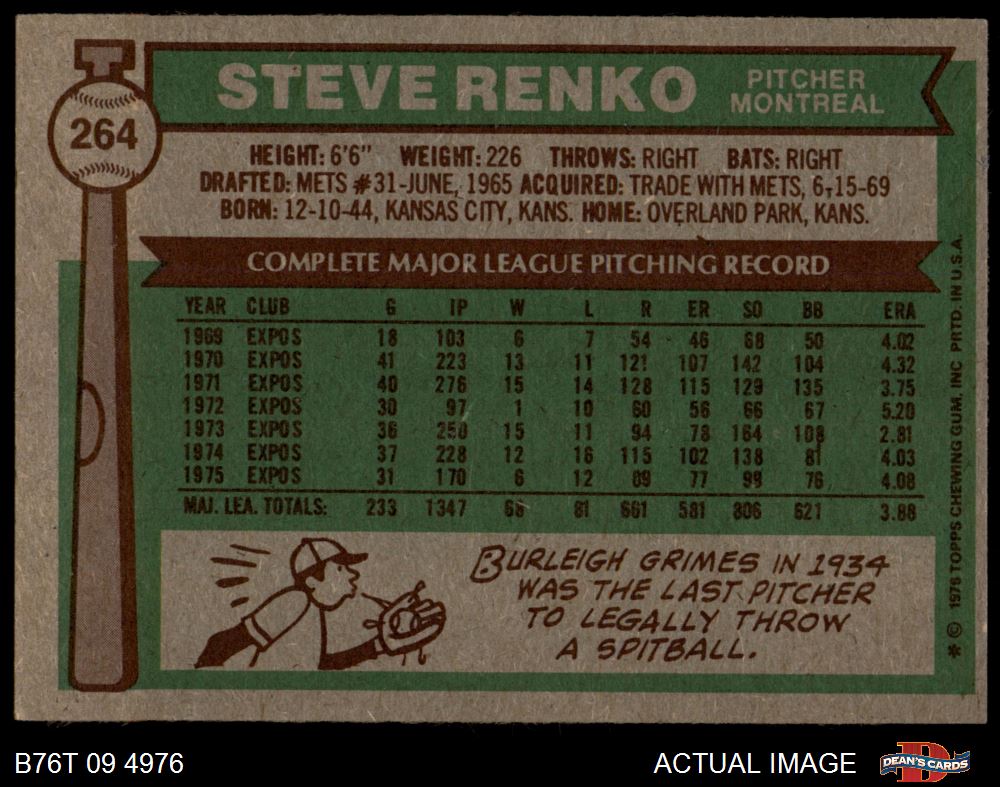 264
STEVE RENKO
PITCHER
MONTREAL
HEIGHT: 6'6" WEIGHT: 226 THROWS: RIGHT BATS: RIGHT
DRAFTED: METS #31-JUNE, 1965 ACQUIRED: TRADE WITH METS, 6-15-69
BORN: 12-10-44, KANSAS CITY, KANS. HOME: OVERLAND PARK, KANS.
COMPLETE MAJOR LEAGUE PITCHING RECORD
YEAR CLUB G IP W L R ER SO BB ERA
1969 EXPOS 18 103 6 7 54 46 68 50 4.02
1970 EXPOS 41 223 13 11 121 107 142 104 4.32
1971 EXPOS 40 276 15 14 128 115 129 135 3.75
1972 EXPOS 30 97 1 10 60 56 66 67 5.20
1973 EXPOS 36 250 15 11 94 78 164 108 2.81
1974 EXPOS 37 228 12 16 115 102 138 81 4.03
1975 EXPOS 31 170 6 12 89 77 99 76 4.08
MAJ. LEA. TOTALS: 233 1347 68 81 661 581 806 621 3.88
BURLEIGH GRIMES IN 1934
WAS THE LAST PITCHER
TO LEGALLY THROW
A SPITBALL.
* © 1976 TOPPS CHEWING GUM, INC PRTD. IN U.S.A.
B76T 09 4976
ACTUAL IMAGE
DEAN'S CARDS